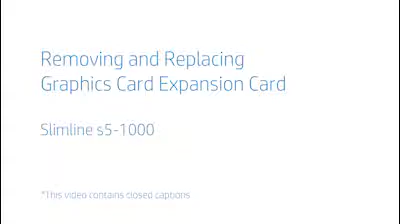 Removing and Replacing
Graphics Card Expansion Card
Slimline s5-1000
*This video contains closed captions